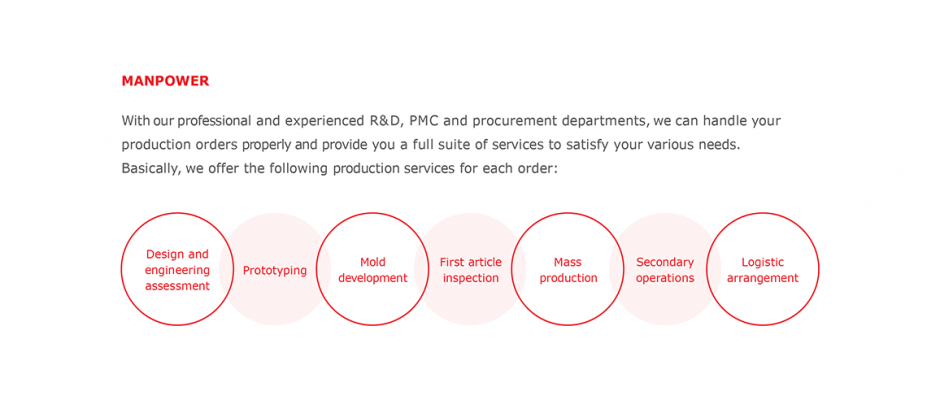 MANPOWER
With our professional and experienced R&D, PMC and procurement departments, we can handle your
production orders properly and provide you a full suite of services to satisfy your various needs.
Basically, we offer the following production services for each order:
Design and
engineering
assessment
Prototyping
Mold
development
First article
inspection
Mass
production
Secondary
operations
Logistic
arrangement